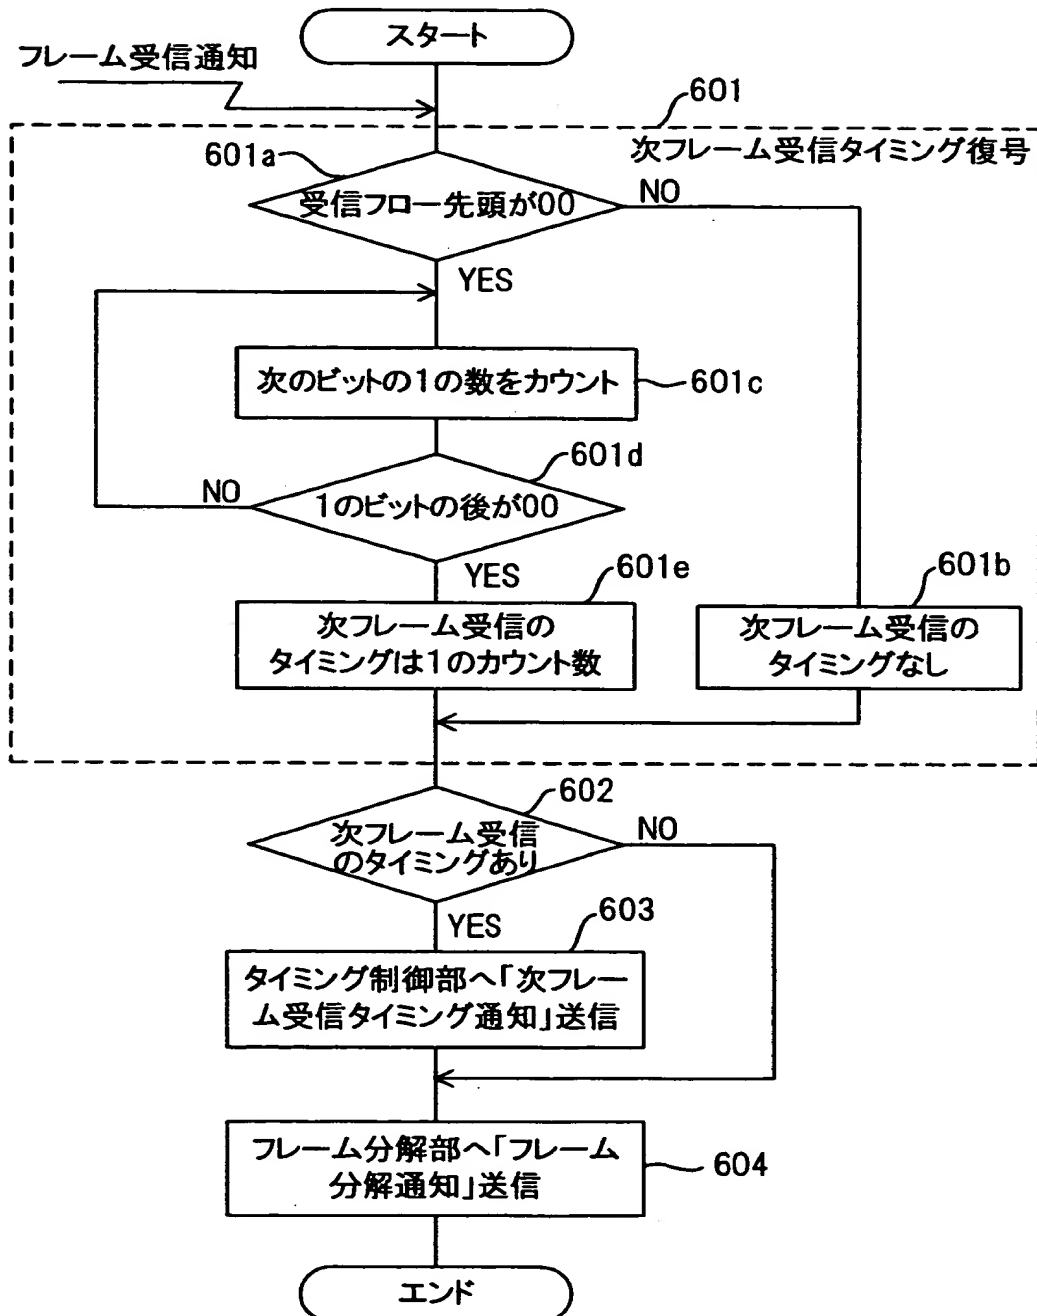 スタート
フレーム受信通知
601
次フレーム受信タイミング復号
601a
受信フロー先頭が00
NO
YES
次のビットの1の数をカウント
601c
601d
NO
1のビットの後が00
YES
601e
601b
次フレーム受信の
タイミングは1のカウント数
次フレーム受信の
タイミングなし
602
次フレーム受信
のタイミングあり
NO
YES
603
タイミング制御部へ「次フレー
ム受信タイミング通知」送信
フレーム分解部へ「フレーム
分解通知」送信
604
エンド